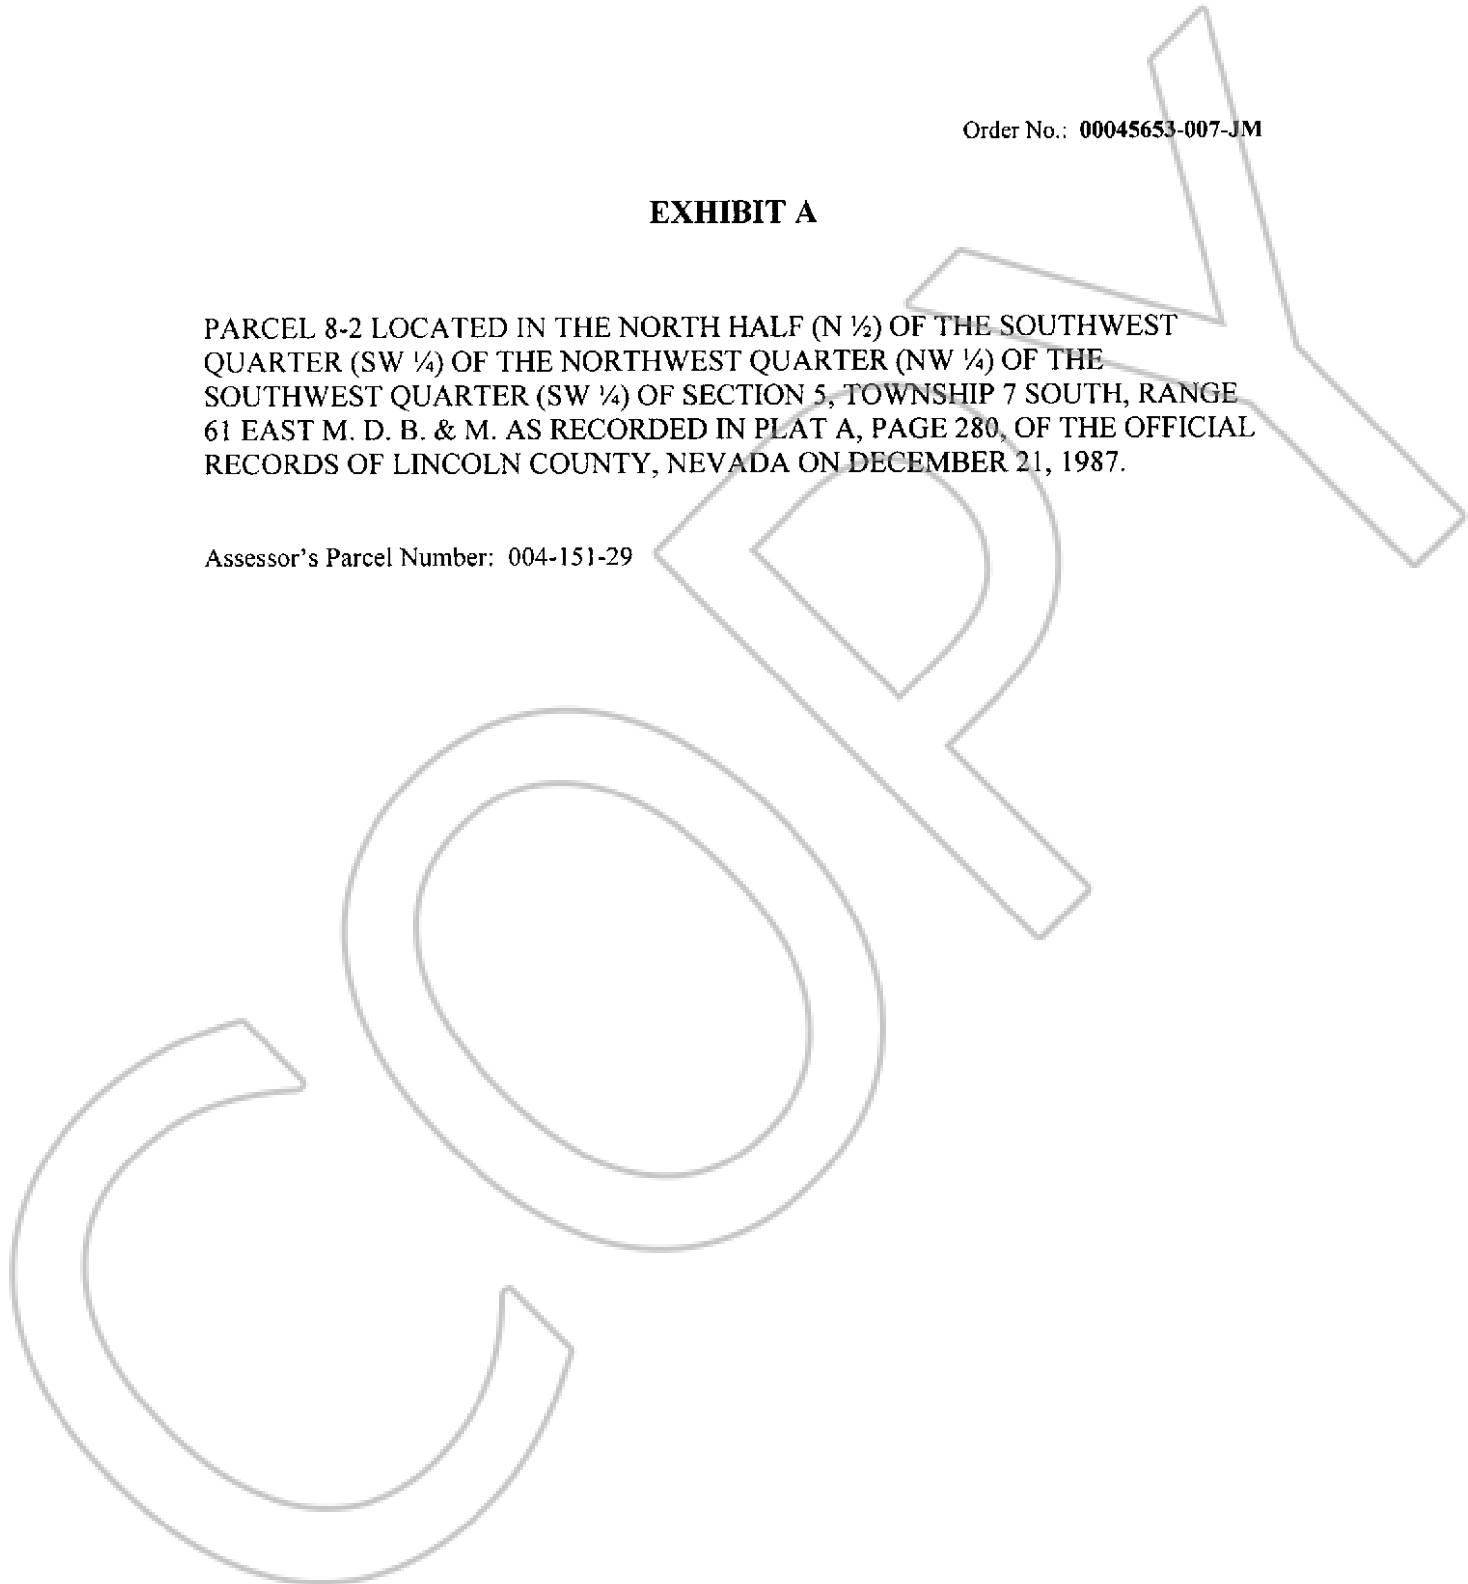 Order No.: 00045653-007-JM
EXHIBIT A
PARCEL 8-2 LOCATED IN THE NORTH HALF (N ½) OF THE SOUTHWEST
QUARTER (SW ¼) OF THE NORTHWEST QUARTER (NW ¼) OF THE
SOUTHWEST QUARTER (SW ¼) OF SECTION 5, TOWNSHIP 7 SOUTH, RANGE
61 EAST M. D. B. & M. AS RECORDED IN PLAT A, PAGE 280, OF THE OFFICIAL
RECORDS OF LINCOLN COUNTY, NEVADA ON DECEMBER 21, 1987.
Assessor's Parcel Number: 004-151-29
COPY